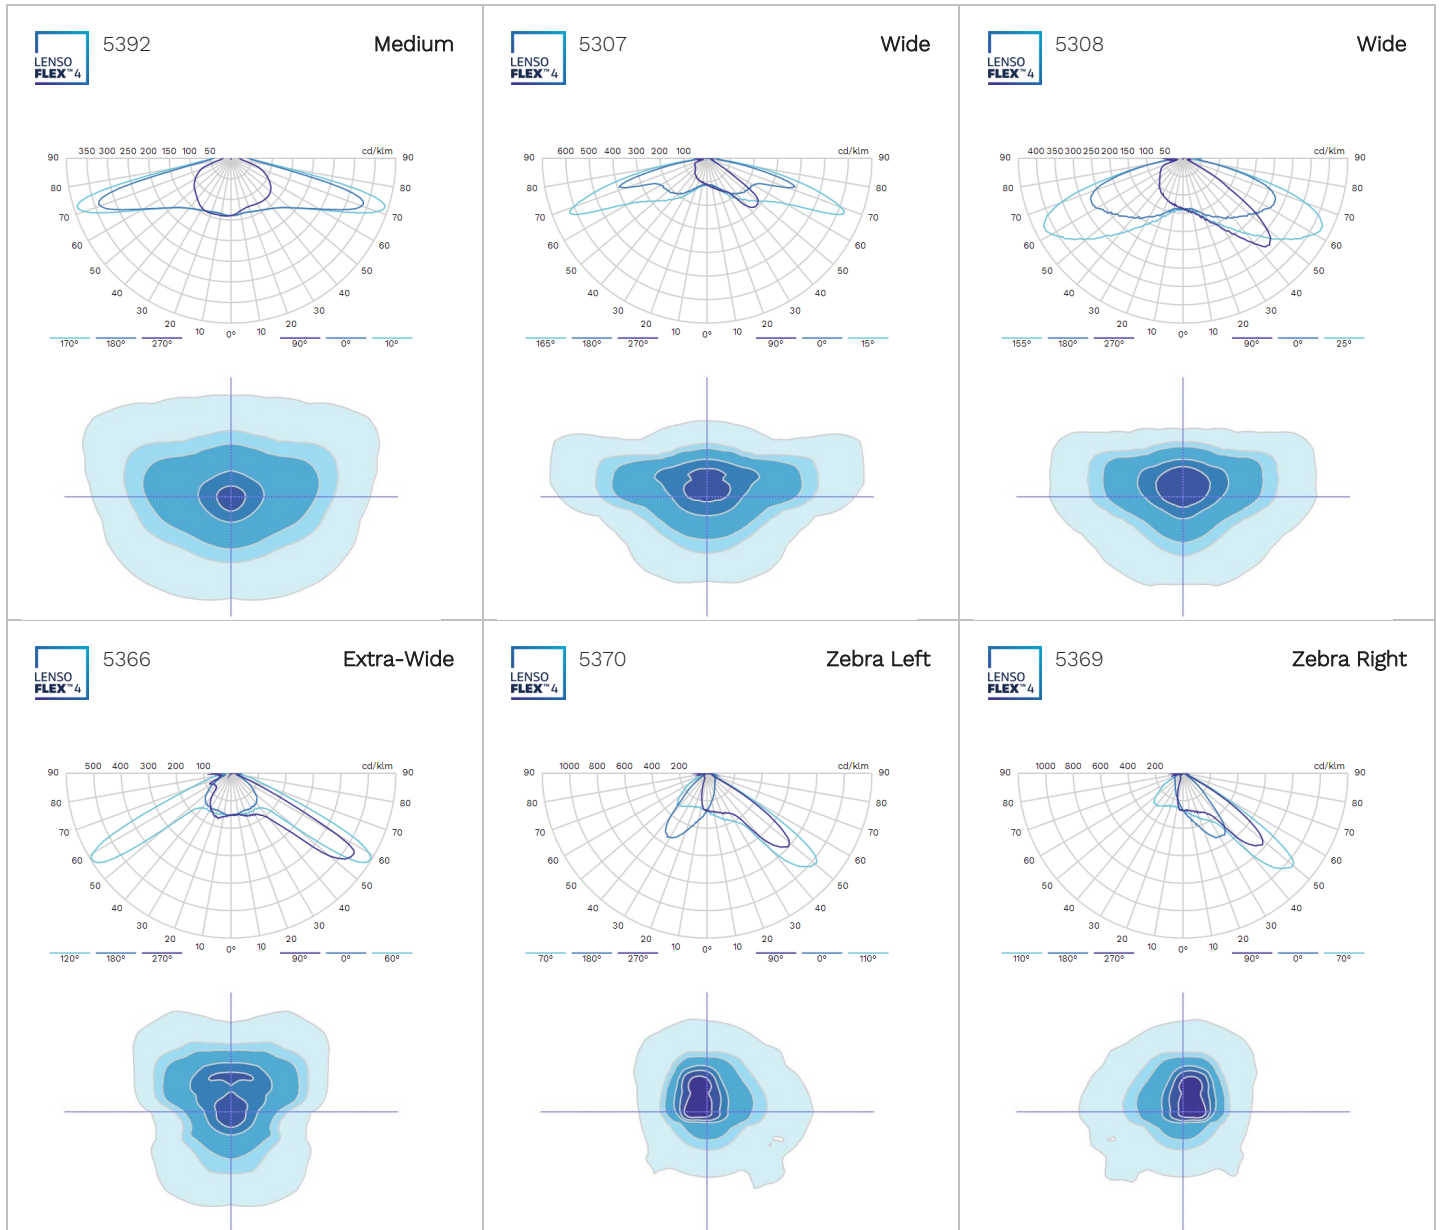 5392 Medium
LENSO
FLEX™4
350 300 250 200 150 100 50 cd/klm
90 90
80 80
70 70
60 60
50 50
40 40
30 30
20 10 0° 10 20
170° 180° 270° 90° 0° 10°
5307 Wide
LENSO
FLEX™4
600 500 400 300 200 100 cd/klm
90 90
80 80
70 70
60 60
50 50
40 40
30 30
20 10 0° 10 20
165° 180° 270° 90° 0° 15°
5308 Wide
LENSO
FLEX™4
400 350 300 250 200 150 100 50 cd/klm
90 90
80 80
70 70
60 60
50 50
40 40
30 30
20 10 0° 10 20
155° 180° 270° 90° 0° 25°
5366 Extra-Wide
LENSO
FLEX™4
500 400 300 200 100 cd/klm
90 90
80 80
70 70
60 60
50 50
40 40
30 30
20 10 0° 10 20
120° 180° 270° 90° 0° 60°
5370 Zebra Left
LENSO
FLEX™4
1000 800 600 400 200 cd/klm
90 90
80 80
70 70
60 60
50 50
40 40
30 30
20 10 0° 10 20
70° 180° 270° 90° 0° 110°
5369 Zebra Right
LENSO
FLEX™4
1000 800 600 400 200 cd/klm
90 90
80 80
70 70
60 60
50 50
40 40
30 30
20 10 0° 10 20
110° 180° 270° 90° 0° 70°